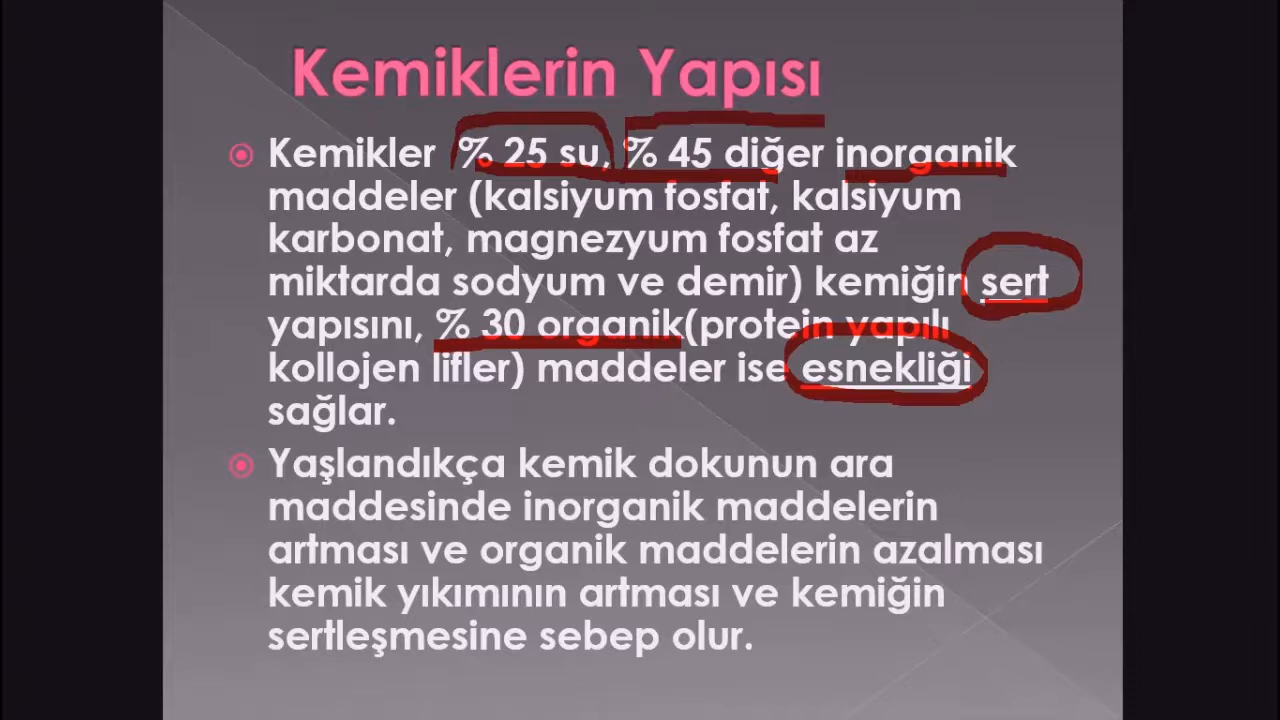 Kemiklerin Yapısı
Kemikler % 25 su, % 45 diğer inorganik
maddeler (kalsiyum fosfat, kalsiyum
karbonat, magnezyum fosfat az
miktarda sodyum ve demir) kemiğin sert
yapısını, % 30 organik(protein yapılı
kollojen lifler) maddeler ise esnekliği
sağlar.
Yaşlandıkça kemik dokunun ara
maddesinde inorganik maddelerin
artması ve organik maddelerin azalması
kemik yıkımının artması ve kemiğin
sertleşmesine sebep olur.